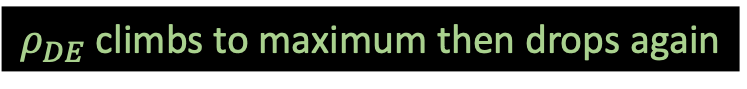 ρ_DE climbs to maximum then drops again